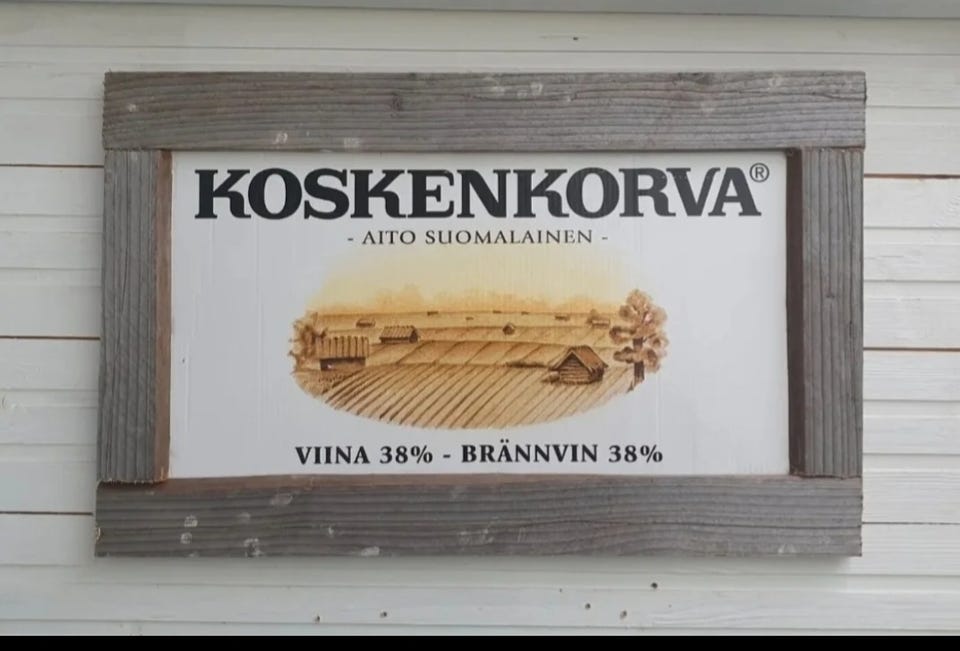 KOSKENKORVA®
- AITO SUOMALAINEN -
VIINA 38% - BRÄNNVIN 38%